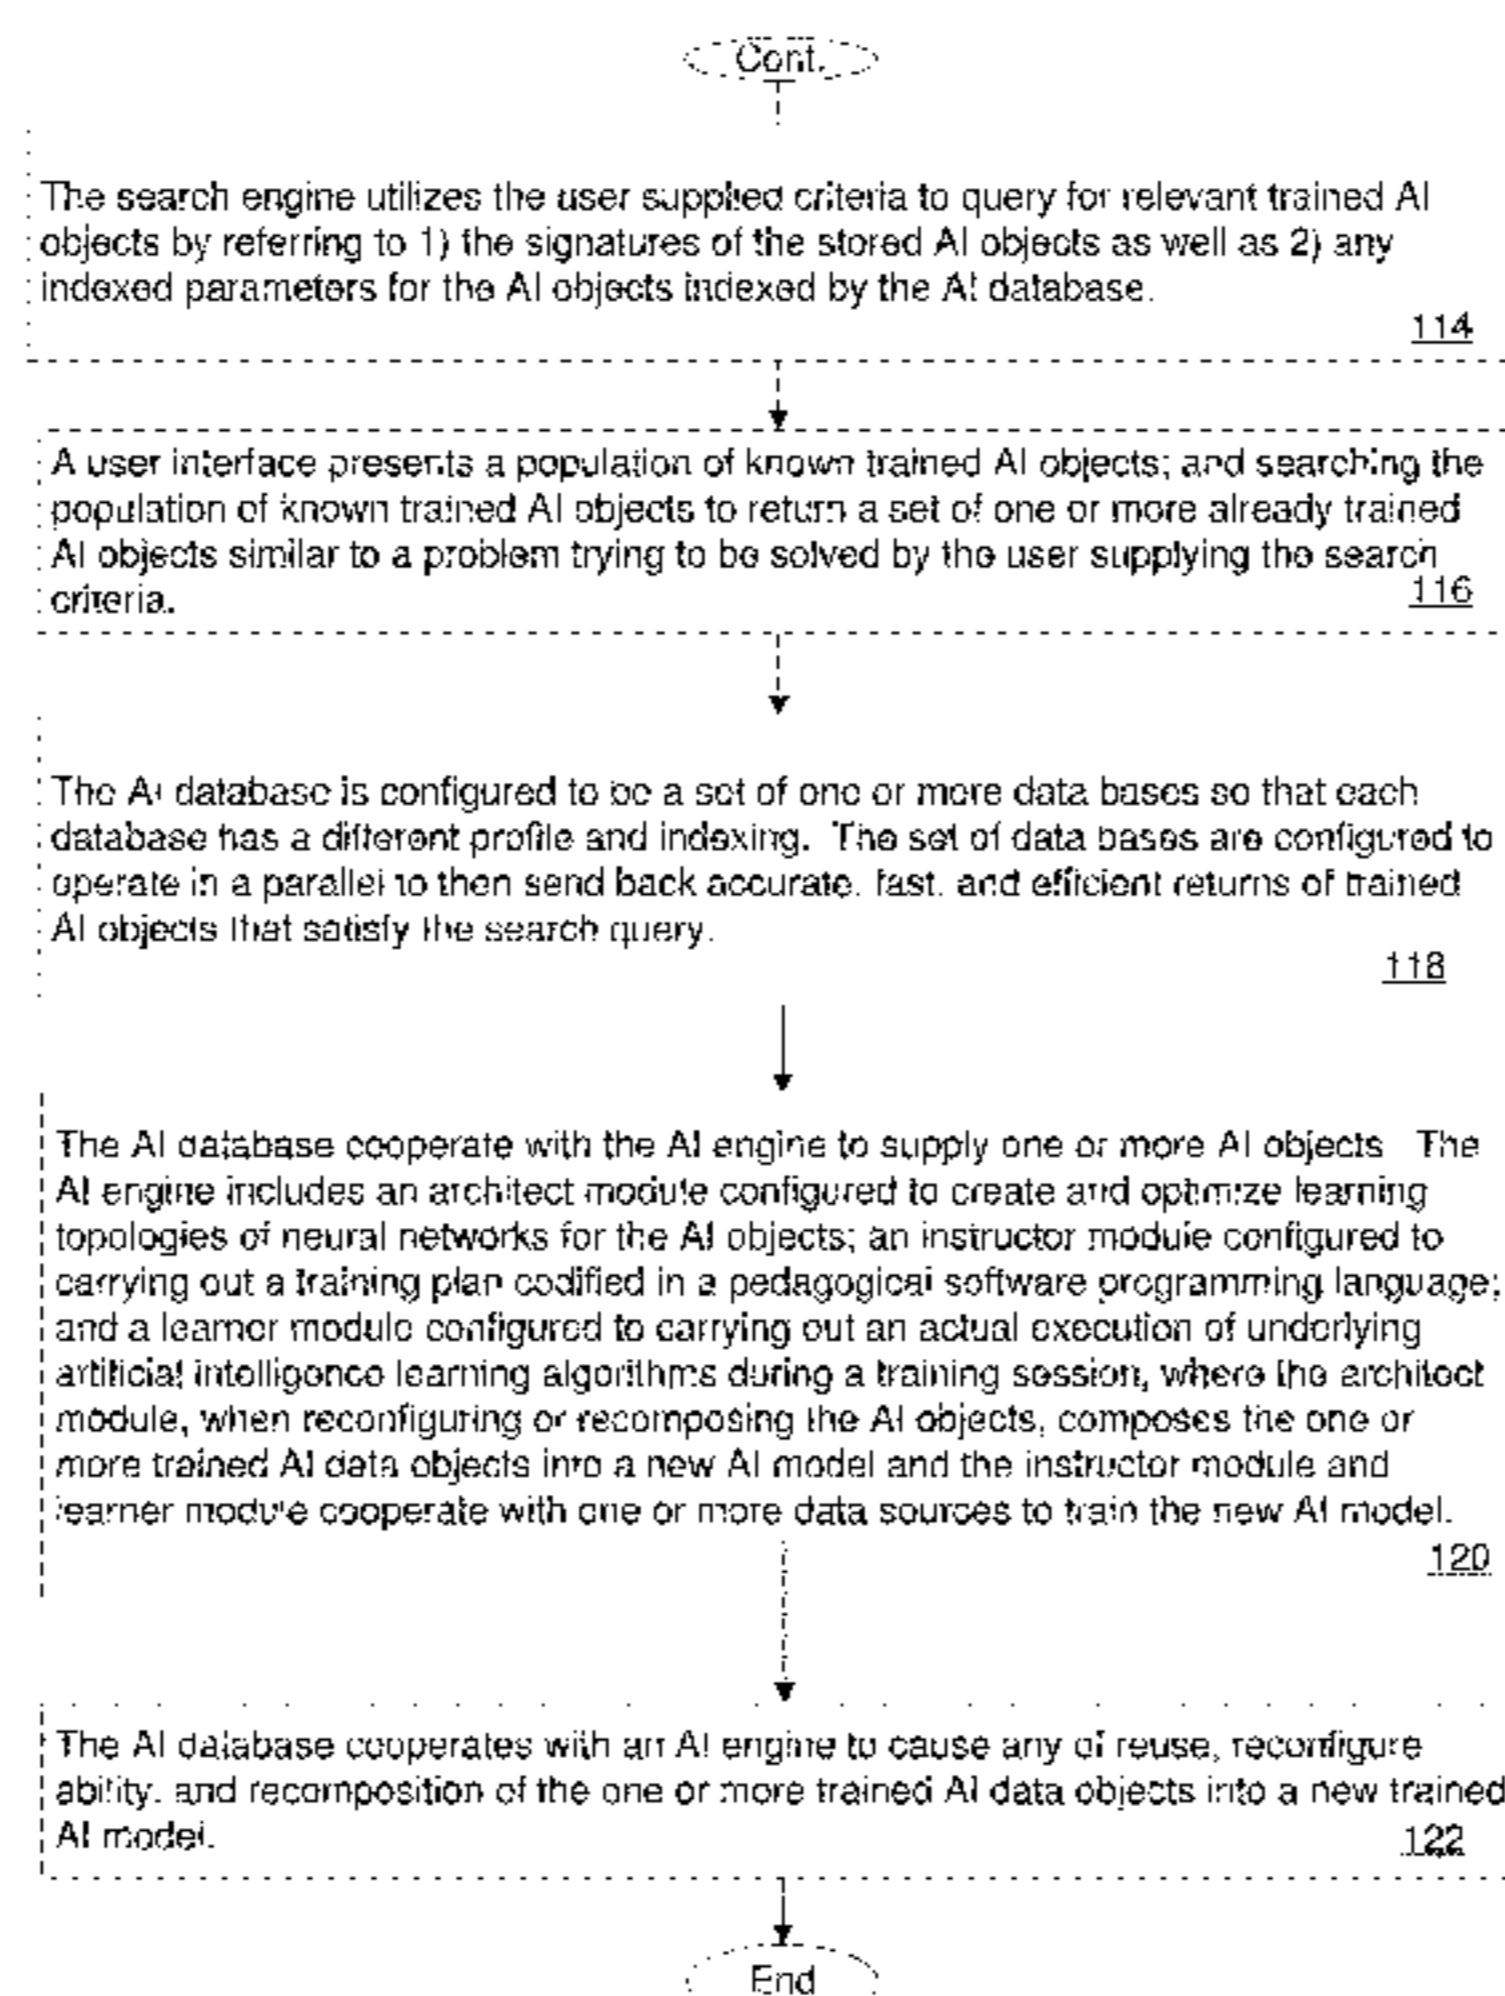 Cont.
The search engine utilizes the user supplied criteria to query for relevant trained AI
objects by referring to 1) the signatures of the stored AI objects as well as 2) any
indexed parameters for the AI objects indexed by the AI database.
114
A user interface presents a population of known trained AI objects; and searching the
population of known trained AI objects to return a set of one or more already trained
AI objects similar to a problem trying to be solved by the user supplying the search
criteria.
116
The AI database is configured to be a set of one or more data bases so that each
database has a different profile and indexing. The set of data bases are configured to
operate in a parallel to then send back accurate, fast, and efficient returns of trained
AI objects that satisfy the search query.
118
The AI database cooperate with the AI engine to supply one or more AI objects The
AI engine includes an architect module configured to create and optimize learning
topologies of neural networks for the AI objects; an instructor module configured to
carrying out a training plan codified in a pedagogical software programming language;
and a learner module configured to carrying out an actual execution of underlying
artificial intelligence learning algorithms during a training session, where the architect
module, when reconfiguring or recomposing the AI objects, composes the one or
more trained AI data objects into a new AI model and the instructor module and
learner module cooperate with one or more data sources to train the new AI model.
120
The AI database cooperates with an AI engine to cause any of reuse, reconfigure
ability, and recomposition of the one or more trained AI data objects into a new trained
AI model.
122
End